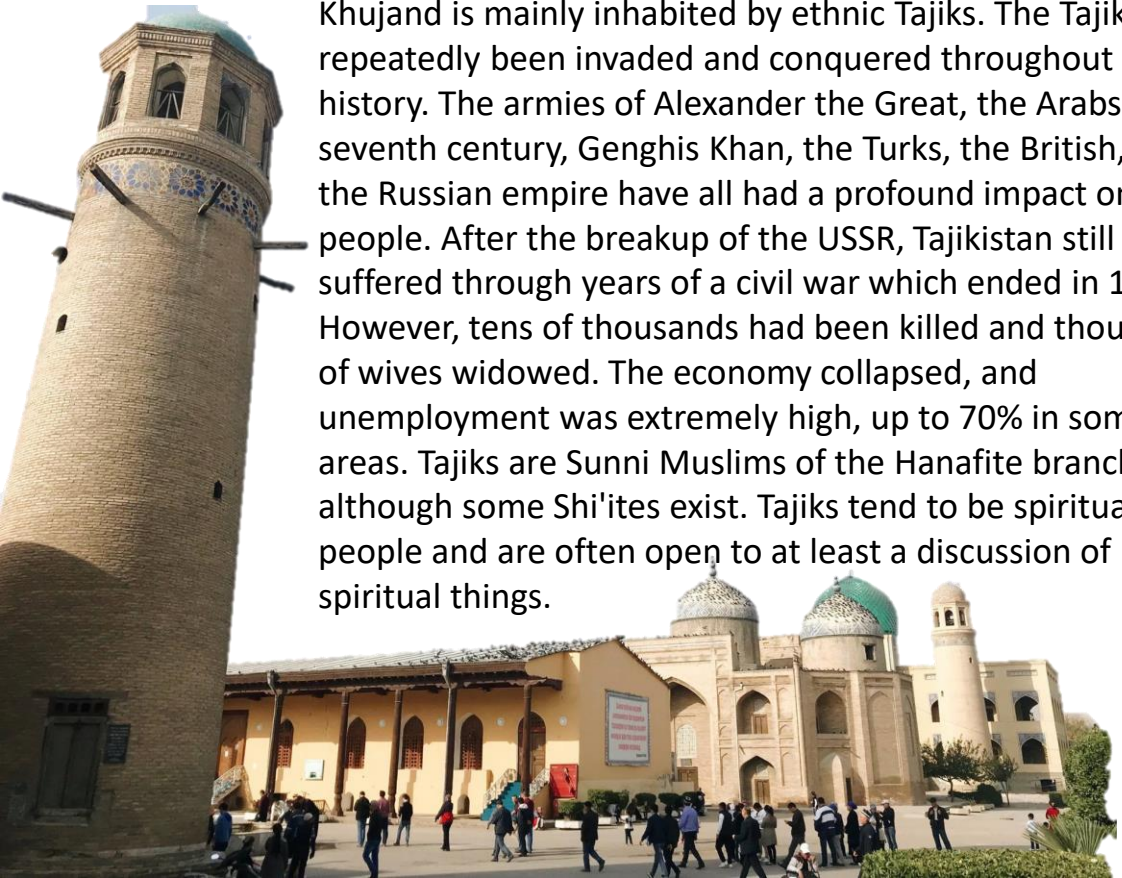 Khujand is mainly inhabited by ethnic Tajiks. The Tajik
repeatedly been invaded and conquered throughout
history. The armies of Alexander the Great, the Arabs
seventh century, Genghis Khan, the Turks, the British,
the Russian empire have all had a profound impact on
people. After the breakup of the USSR, Tajikistan still
suffered through years of a civil war which ended in 1
However, tens of thousands had been killed and thou
of wives widowed. The economy collapsed, and
unemployment was extremely high, up to 70% in som
areas. Tajiks are Sunni Muslims of the Hanafite branch
although some Shi'ites exist. Tajiks tend to be spiritua
people and are often open to at least a discussion of
spiritual things.